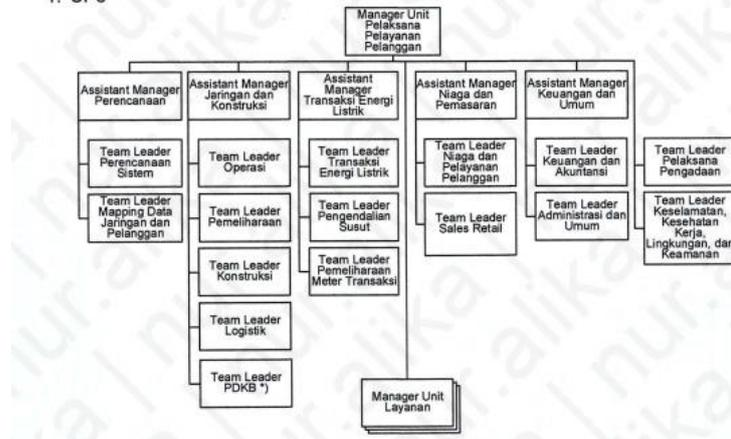 Manager Unit
Pelaksana
Pelayanan
Pelanggan
Assistant Manager
Perencanaan
Assistant Manager
Jaringan dan
Konstruksi
Assistant
Manager
Transaksi Energi
Listrik
Assistant Manager
Niaga dan
Pemasaran
Assistant Manager
Keuangan dan
Umum
Team Leader
Perencanaan
Sistem
Team Leader
Operasi
Team Leader
Transaksi
Energi Listrik
Team Leader
Niaga dan
Pelayanan
Pelanggan
Team Leader
Keuangan dan
Akuntansi
Team Leader
Pelaksana
Pengadaan
Team Leader
Mapping Data
Jaringan dan
Pelanggan
Team Leader
Pemeliharaan
Team Leader
Pengendalian
Susut
Team Leader
Sales Retail
Team Leader
Administrasi dan
Umum
Team Leader
Keselamatan,
Kesehatan
Kerja,
Lingkungan, dan
Keamanan
Team Leader
Konstruksi
Team Leader
Pemeliharaan
Meter Transaksi
Team Leader
Logistik
Team Leader
PDKB *)
Manager Unit
Layanan